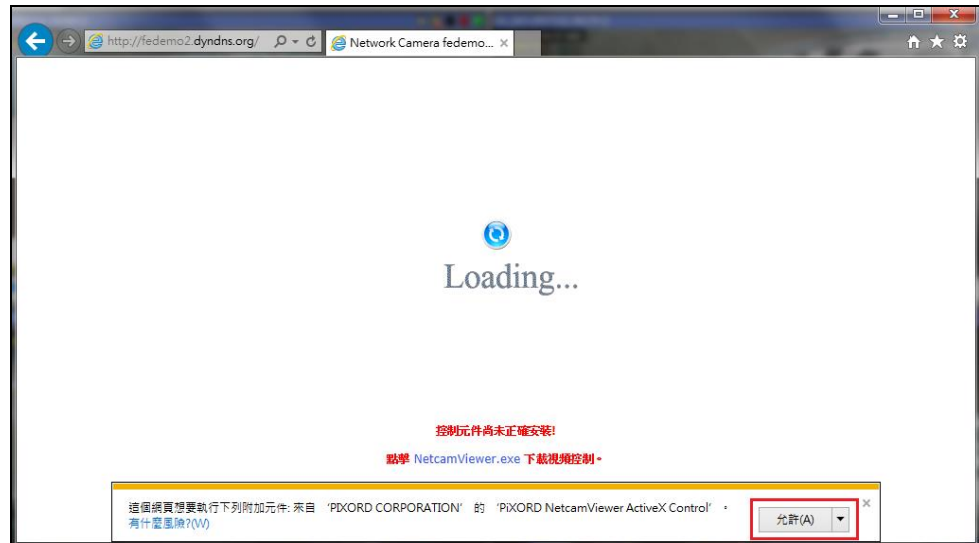 http://fedemo2.dyndns.org/
Network Camera fedemo...
Loading...
控制元件尚未正確安裝!
點擊 NetcamViewer.exe 下載視頻控制。
這個網頁想要執行下列附加元件: 來自 'PIXORD CORPORATION' 的 'PiXORD NetcamViewer ActiveX Control'。
有什麼風險?(W)
允許(A)